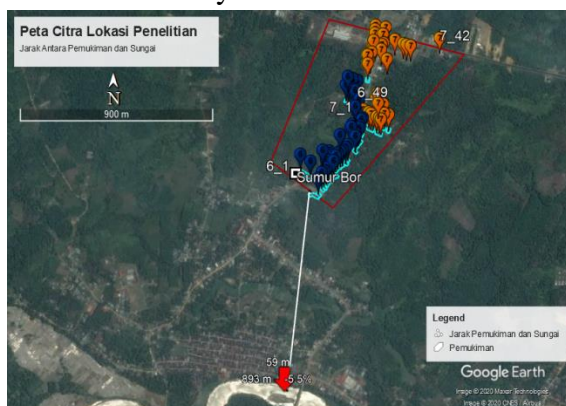 Peta Citra Lokasi Penelitian
Jarak Antara Pemukiman dan Sungai
N
900 m
7_42
6_49
7_1
6_1
Sumur Bor
59 m
893 m
5.5%
Legend
Jarak Pemukiman dan Sungai
Pemukiman
Google Earth
Image © 2020 Maxar Technologies
Image © 2020 CNES / Airbus